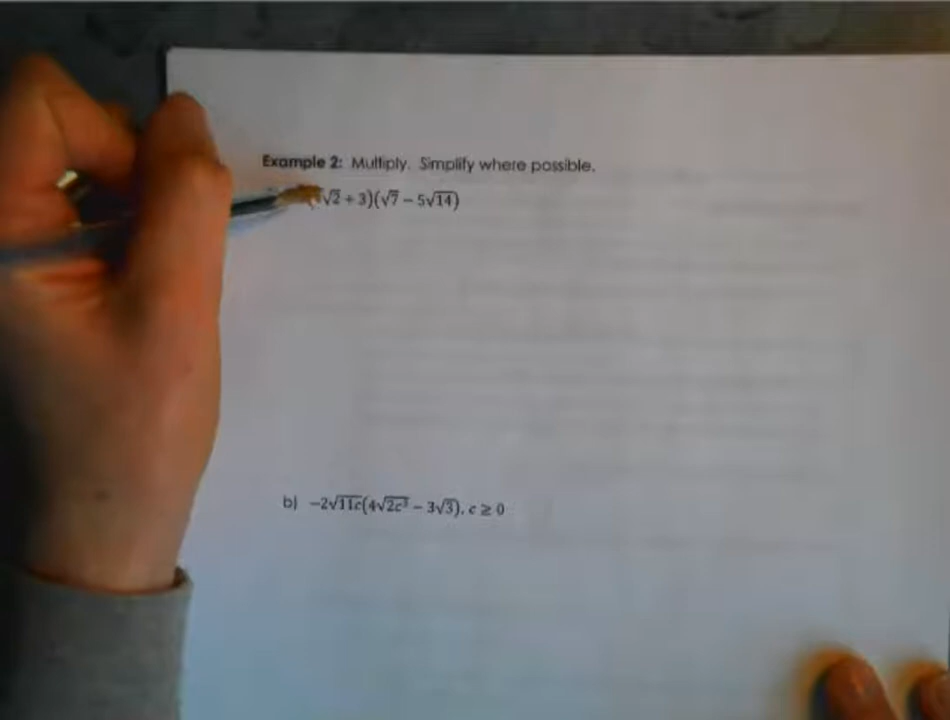 Example 2: Multiply. Simplify where possible.
√2 + 3)(√7 − 5√14)
b) −2√11c(4√2c³ − 3√3), c ≥ 0